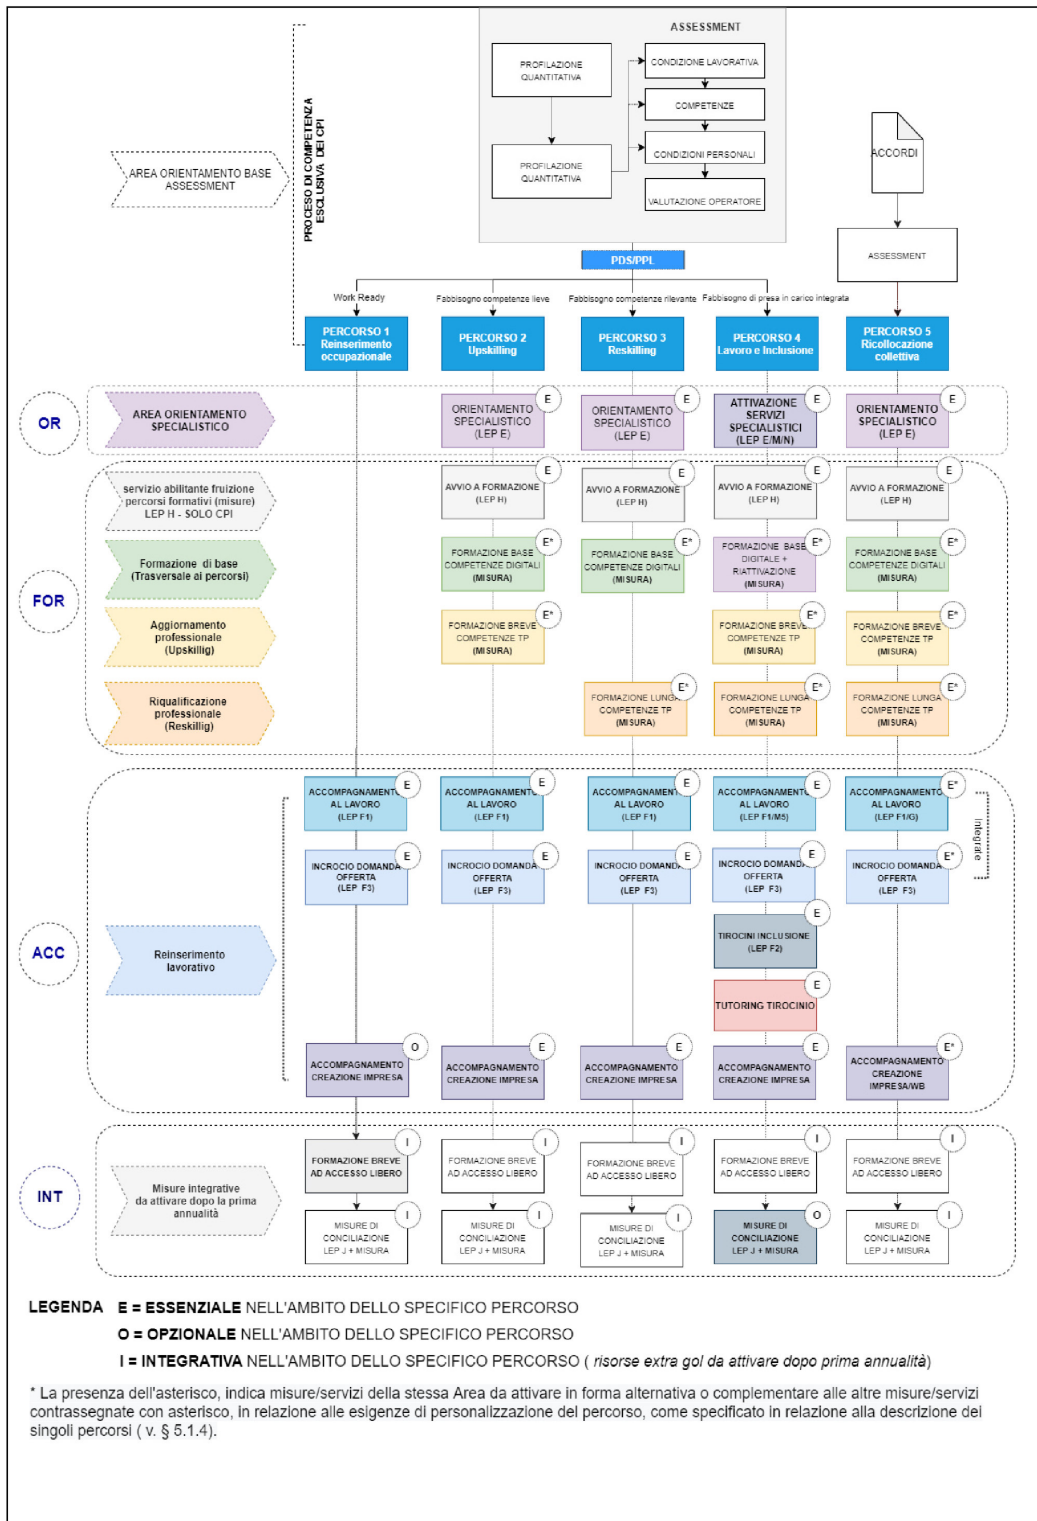 ASSESSMENT
PROFILAZIONE
QUANTITATIVA
CONDIZIONE LAVORATIVA
COMPETENZE
PROFILAZIONE
QUANTITATIVA
CONDIZIONI PERSONALI
VALUTAZIONE OPERATORE
PROCESO DI COMPETENZA
ESCLUSIVA DEI CPI
AREA ORIENTAMENTO BASE
ASSESSMENT
ACCORDI
ASSESSMENT
PDS/PPL
Work Ready
Fabbisogno competenze lieve
Fabbisogno competenze rilevante
Fabbisogno di presa in carico integrata
PERCORSO 1
Reinserimento
occupazionale
PERCORSO 2
Upskilling
PERCORSO 3
Reskilling
PERCORSO 4
Lavoro e Inclusione
PERCORSO 5
Ricollocazione
collettiva
OR
AREA ORIENTAMENTO
SPECIALISTICO
ORIENTAMENTO
SPECIALISTICO
(LEP E)
E
ORIENTAMENTO
SPECIALISTICO
(LEP E)
E
ATTIVAZIONE
SERVIZI
SPECIALISTICI
(LEP E/M/N)
E
ORIENTAMENTO
SPECIALISTICO
(LEP E)
E
FOR
servizio abilitante fruizione
percorsi formativi (misure)
LEP H - SOLO CPI
AVVIO A FORMAZIONE
(LEP H)
E
AVVIO A FORMAZIONE
(LEP H)
E
AVVIO A FORMAZIONE
(LEP H)
E
AVVIO A FORMAZIONE
(LEP H)
E
Formazione di base
(Trasversale ai percorsi)
FORMAZIONE BASE
COMPETENZE DIGITALI
(MISURA)
E*
FORMAZIONE BASE
COMPETENZE DIGITALI
(MISURA)
E*
FORMAZIONE BASE
DIGITALE +
RIATTIVAZIONE
(MISURA)
E*
FORMAZIONE BASE
COMPETENZE DIGITALI
(MISURA)
E*
Aggiornamento
professionale
(Upskillig)
FORMAZIONE BREVE
COMPETENZE TP
(MISURA)
E*
FORMAZIONE BREVE
COMPETENZE TP
(MISURA)
E*
FORMAZIONE BREVE
COMPETENZE TP
(MISURA)
E*
Riqualificazione
professionale
(Reskillig)
FORMAZIONE LUNGA
COMPETENZE TP
(MISURA)
E*
FORMAZIONE LUNGA
COMPETENZE TP
(MISURA)
E*
FORMAZIONE LUNGA
COMPETENZE TP
(MISURA)
E*
ACC
Reinserimento
lavorativo
ACCOMPAGNAMENTO
AL LAVORO
(LEP F1)
E
ACCOMPAGNAMENTO
AL LAVORO
(LEP F1)
E
ACCOMPAGNAMENTO
AL LAVORO
(LEP F1)
E
ACCOMPAGNAMENTO
AL LAVORO
(LEP F1/M5)
E
ACCOMPAGNAMENTO
AL LAVORO
(LEP F1/G)
E*
Integrate
INCROCIO DOMANDA
OFFERTA
(LEP F3)
E
INCROCIO DOMANDA
OFFERTA
(LEP F3)
E
INCROCIO DOMANDA
OFFERTA
(LEP F3)
E
INCROCIO DOMANDA
OFFERTA
(LEP F3)
E
INCROCIO DOMANDA
OFFERTA
(LEP F3)
E*
TIROCINI INCLUSIONE
(LEP F2)
E
TUTORING TIROCINIO
E
ACCOMPAGNAMENTO
CREAZIONE IMPRESA
O
ACCOMPAGNAMENTO
CREAZIONE IMPRESA
E
ACCOMPAGNAMENTO
CREAZIONE IMPRESA
E
ACCOMPAGNAMENTO
CREAZIONE IMPRESA
E
ACCOMPAGNAMENTO
CREAZIONE
IMPRESA/WB
E*
INT
Misure integrative
da attivare dopo la prima
annualità
FORMAZIONE BREVE
AD ACCESSO LIBERO
I
FORMAZIONE BREVE
AD ACCESSO LIBERO
I
FORMAZIONE BREVE
AD ACCESSO LIBERO
I
FORMAZIONE BREVE
AD ACCESSO LIBERO
I
FORMAZIONE BREVE
AD ACCESSO LIBERO
I
MISURE DI
CONCILIAZIONE
LEP J + MISURA
I
MISURE DI
CONCILIAZIONE
LEP J + MISURA
I
MISURE DI
CONCILIAZIONE
LEP J + MISURA
I
MISURE DI
CONCILIAZIONE
LEP J + MISURA
O
MISURE DI
CONCILIAZIONE
LEP J + MISURA
I
LEGENDA E = ESSENZIALE NELL'AMBITO DELLO SPECIFICO PERCORSO
O = OPZIONALE NELL'AMBITO DELLO SPECIFICO PERCORSO
I = INTEGRATIVA NELL'AMBITO DELLO SPECIFICO PERCORSO ( risorse extra gol da attivare dopo prima annualità)
* La presenza dell'asterisco, indica misure/servizi della stessa Area da attivare in forma alternativa o complementare alle altre misure/servizi
contrassegnate con asterisco, in relazione alle esigenze di personalizzazione del percorso, come specificato in relazione alla descrizione dei
singoli percorsi ( v. § 5.1.4).